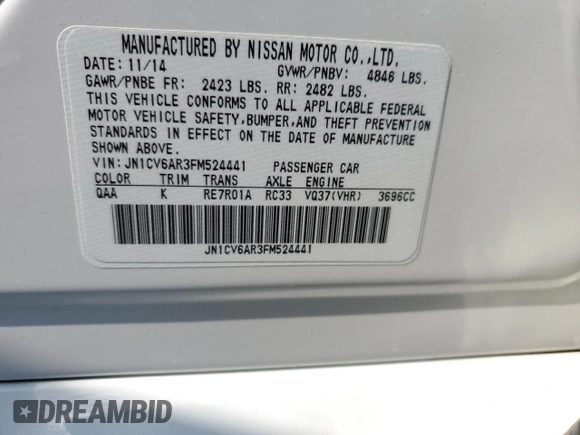 MANUFACTURED BY NISSAN MOTOR CO.,LTD.
DATE: 11/14 GVWR/PNBV: 4846 LBS.
GAWR/PNBE FR: 2423 LBS. RR: 2482 LBS.
THIS VEHICLE CONFORMS TO ALL APPLICABLE FEDERAL
MOTOR VEHICLE SAFETY,BUMPER,AND THEFT PREVENTION
STANDARDS IN EFFECT ON THE DATE OF MANUFACTURE
SHOWN ABOVE.
VIN:JN1CV6AR3FM524441 PASSENGER CAR
COLOR TRIM TRANS AXLE ENGINE
QAA K RE7R01A RC33 VQ37(VHR) 3696CC
JN1CV6AR3FM524441
DREAMBID